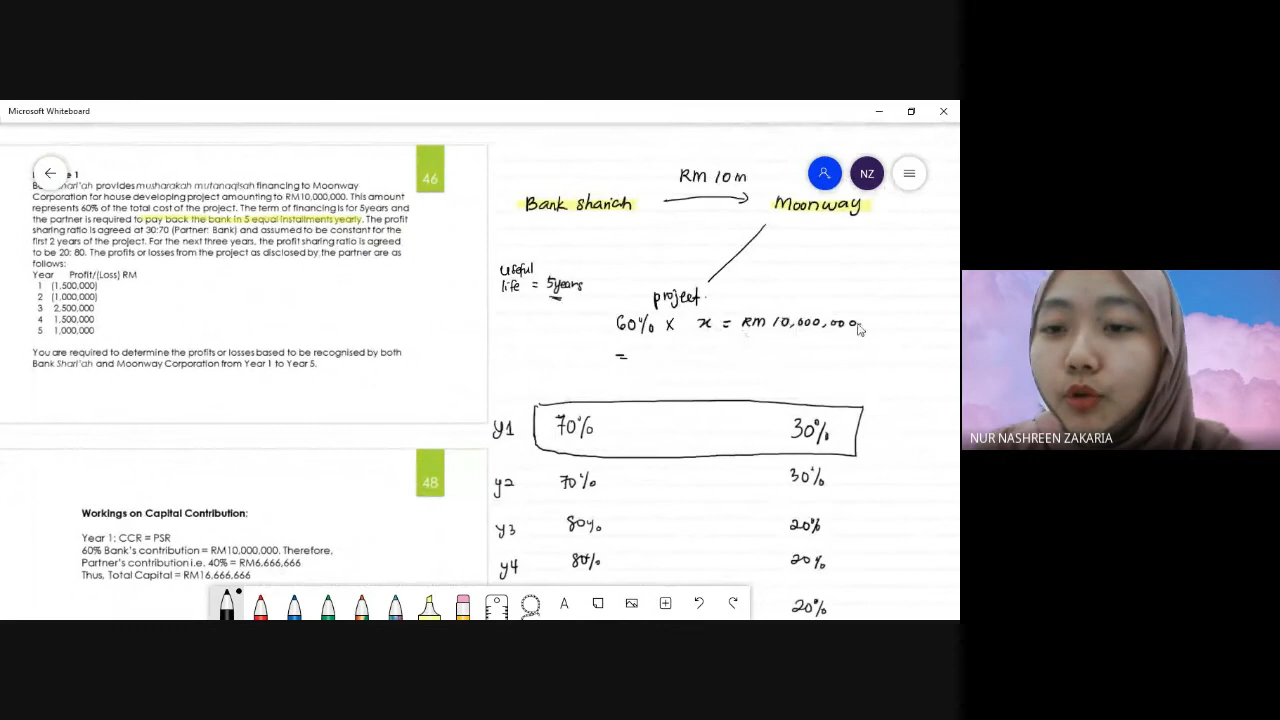 Microsoft Whiteboard
46
1
provides musharakah mutanaqisah financing to Moonway
Corporation for house developing project amounting to RM10,000,000. This amount
represents 60% of the total cost of the project. The term of financing is for 5years and
the partner is required to pay back the bank in 5 equal installments yearly. The profit
sharing ratio is agreed at 30:70 (Partner: Bank) and assumed to be constant for the
first 2 years of the project. For the next three years, the profit sharing ratio is agreed
to be 20: 80. The profits or losses from the project as disclosed by the partner are as
follows:
Year Profit/(Loss) RM
1 (1,500,000)
2 (1,000,000)
3 2,500,000
4 1,500,000
5 1,000,000
You are required to determine the profits or losses based to be recognised by both
Bank Shari'ah and Moonway Corporation from Year 1 to Year 5.
48
Workings on Capital Contribution:
Year 1: CCR = PSR
60% Bank's contribution = RM10,000,000. Therefore,
Partner's contribution i.e. 40% = RM6,666,666
Thus, Total Capital = RM16,666,666
RM 10m
Bank shariah
Moonway
NZ
useful
life = 5years
project.
60% x x = RM 10,000,000
=
y1 70% 30%
y2 70% 30%
y3 80% 20%
y4 80% 20%
20%
A
NUR NASHREEN ZAKARIA